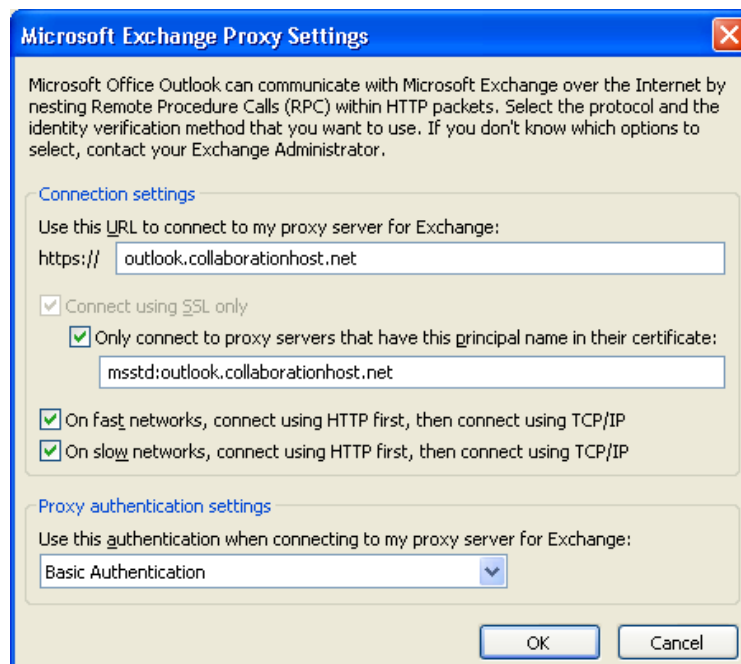 Microsoft Exchange Proxy Settings
Microsoft Office Outlook can communicate with Microsoft Exchange over the Internet by
nesting Remote Procedure Calls (RPC) within HTTP packets. Select the protocol and the
identity verification method that you want to use. If you don't know which options to
select, contact your Exchange Administrator.
Connection settings
Use this URL to connect to my proxy server for Exchange:
https:// outlook.collaborationhost.net
Connect using SSL only
Only connect to proxy servers that have this principal name in their certificate:
msstd:outlook.collaborationhost.net
On fast networks, connect using HTTP first, then connect using TCP/IP
On slow networks, connect using HTTP first, then connect using TCP/IP
Proxy authentication settings
Use this authentication when connecting to my proxy server for Exchange:
Basic Authentication
OK Cancel